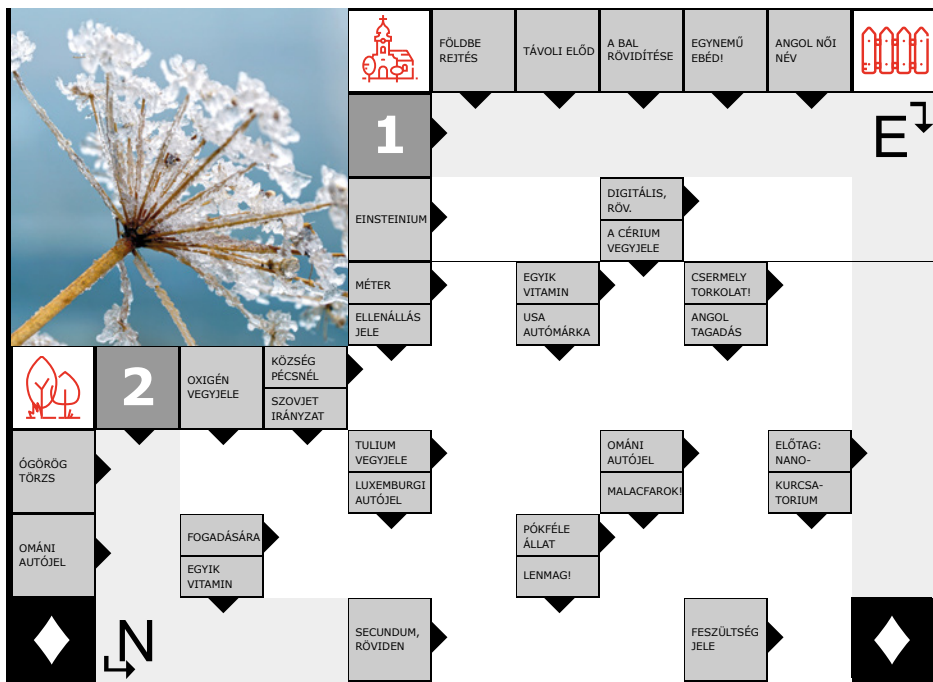 FÖLDBE
REJTÉS
TÁVOLI ELŐD
A BAL
RÖVIDÍTÉSE
EGYNEMŰ
EBÉD!
ANGOL NŐI
NÉV
1
E
EINSTEINIUM
DIGITÁLIS,
RÖV.
A CÉRIUM
VEGYJELE
MÉTER
ELLENÁLLÁS
JELE
EGYIK
VITAMIN
USA
AUTÓMÁRKA
CSERMELY
TORKOLAT!
ANGOL
TAGADÁS
2
OXIGÉN
VEGYJELE
KÖZSÉG
PÉCSNÉL
SZOVJET
IRÁNYZAT
ÓGÖRÖG
TÖRZS
TULIUM
VEGYJELE
LUXEMBURGI
AUTÓJEL
OMÁNI
AUTÓJEL
MALACFAROK!
ELŐTAG:
NANO-
KURCSA-
TORIUM
OMÁNI
AUTÓJEL
FOGADÁSÁRA
EGYIK
VITAMIN
PÓKFÉLE
ÁLLAT
LENMAG!
N
SECUNDUM,
RÖVIDEN
FESZÜLTSÉG
JELE